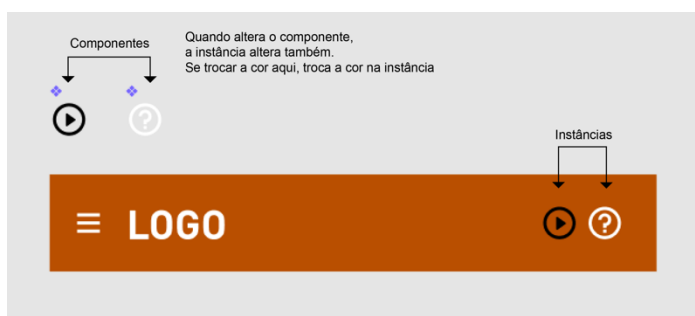 Componentes
Quando altera o componente,
a instância altera também.
Se trocar a cor aqui, troca a cor na instância
?
Instâncias
LOGO
?